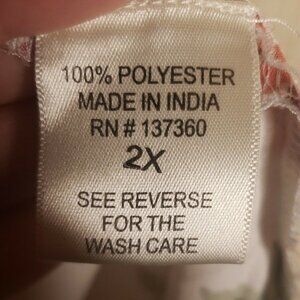 100% POLYESTER
MADE IN INDIA
RN # 137360
2X
SEE REVERSE
FOR THE
WASH CARE